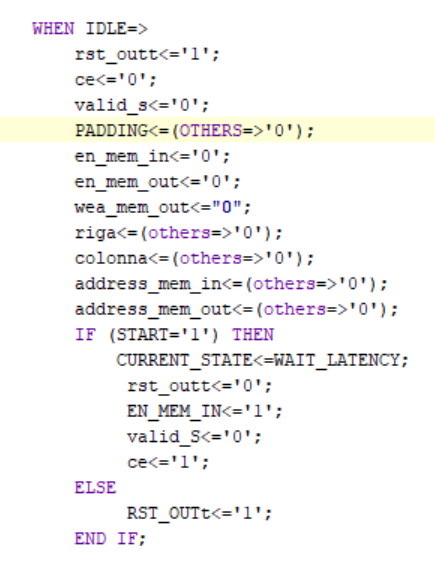 WHEN IDLE=>
rst_outt<='1';
ce<='0';
valid_s<='0';
PADDING<=(OTHERS=>'0');
en_mem_in<='0';
en_mem_out<='0';
wea_mem_out<="0";
riga<=(others=>'0');
colonna<=(others=>'0');
address_mem_in<=(others=>'0');
address_mem_out<=(others=>'0');
IF (START='1') THEN
CURRENT_STATE<=WAIT_LATENCY;
rst_outt<='0';
EN_MEM_IN<='1';
valid_S<='0';
ce<='1';
ELSE
RST_OUTt<='1';
END IF;